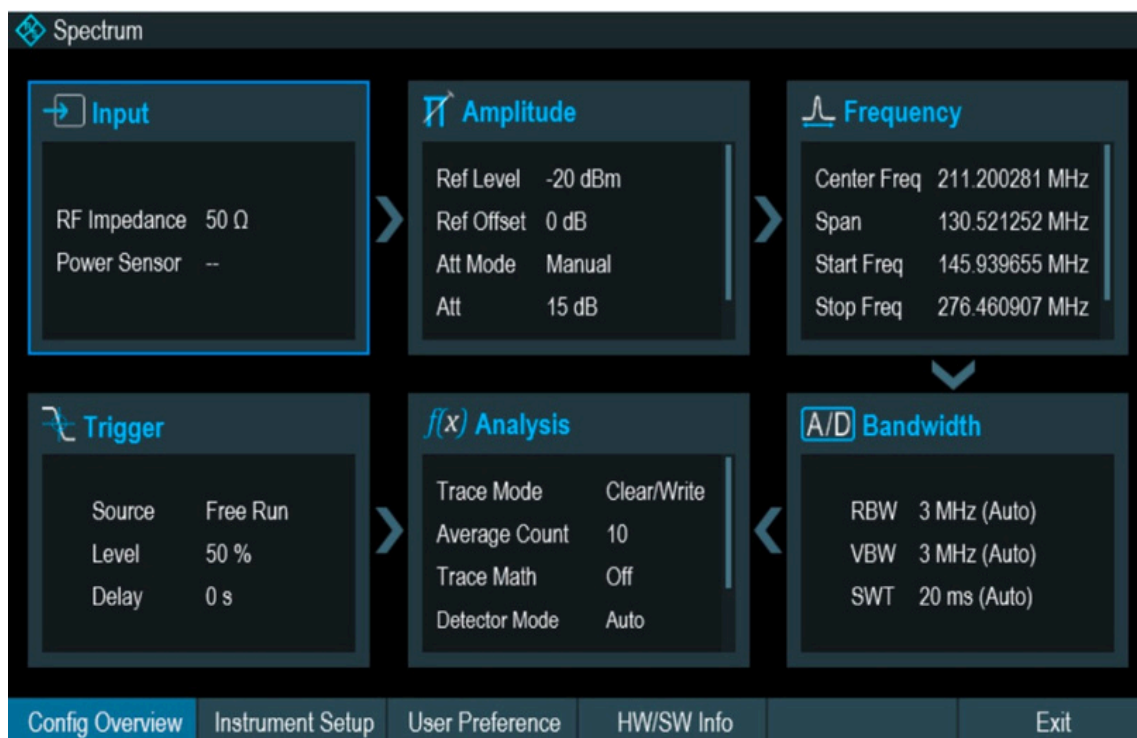 Spectrum
Input
RF Impedance 50 Ω
Power Sensor --
Amplitude
Ref Level -20 dBm
Ref Offset 0 dB
Att Mode Manual
Att 15 dB
Frequency
Center Freq 211.200281 MHz
Span 130.521252 MHz
Start Freq 145.939655 MHz
Stop Freq 276.460907 MHz
Trigger
Source Free Run
Level 50 %
Delay 0 s
f(x) Analysis
Trace Mode Clear/Write
Average Count 10
Trace Math Off
Detector Mode Auto
A/D Bandwidth
RBW 3 MHz (Auto)
VBW 3 MHz (Auto)
SWT 20 ms (Auto)
Config Overview Instrument Setup User Preference HW/SW Info Exit